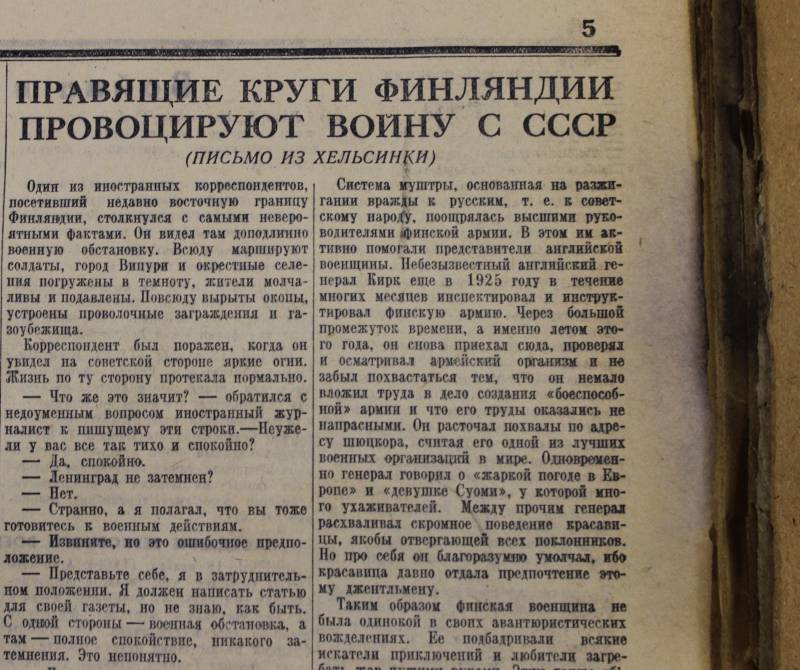 5
ПРАВЯЩИЕ КРУГИ ФИНЛЯНДИИ
ПРОВОЦИРУЮТ ВОЙНУ С СССР
(ПИСЬМО ИЗ ХЕЛЬСИНКИ)
Один из иностранных корреспондентов,
посетивший недавно восточную границу
Финляндии, столкнулся с самыми неверо-
ятными фактами. Он видел там доподлинно
военную обстановку. Всюду маршируют
солдаты, город Випури и окрестные селе-
ния погружены в темноту, жители молча-
ливы и подавлены. Повсюду вырыты окопы,
устроены проволочные заграждения и га-
зоубежища.
Корреспондент был поражен, когда он
увидел на советской стороне яркие огни.
Жизнь по ту сторону протекала нормально.
— Что же это значит? — обратился с
недоуменным вопросом иностранный жур-
налист к пишущему эти строки.—Неуже-
ли у вас все так тихо и спокойно?
— Да, спокойно.
— Ленинград не затемнен?
— Нет.
— Странно, а я полагал, что вы тоже
готовитесь к военным действиям.
— Извините, но это ошибочное предпо-
ложение.
— Представьте себе, я в затруднитель-
ном положении. Я должен написать статью
для своей газеты, но не знаю, как быть.
С одной стороны — военная обстановка, а
там — полное спокойствие, никакого за-
темнения. Это непонятно.
Система муштры, основанная на разжи-
гании вражды к русским, т. е. к совет-
скому народу, поощрялась высшими руко-
водителями финской армии. В этом им ак-
тивно помогали представители английской
военщины. Небезызвестный английский ге-
нерал Кирк еще в 1925 году в течение
многих месяцев инспектировал и инструк-
тировал финскую армию. Через большой
промежуток времени, а именно летом это-
го года, он снова приехал сюда, проверял
и осматривал армейский организм и не
забыл похвастаться тем, что он немало
вложил труда в дело создания «боеспособ-
ной» армии и что его труды оказались не
напрасными. Он расточал похвалы по адре-
су шюцкора, считая его одной из лучших
военных организаций в мире. Одновремен-
но генерал говорил о «жаркой погоде в Ев-
ропе» и «девушке Суоми», у которой мно-
го ухаживателей. Между прочим генерал
расхваливал скромное поведение красави-
цы, якобы отвергающей всех поклонников.
Но про себя он благоразумно умолчал, ибо
красавица давно отдала предпочтение это-
му джентльмену.
Таким образом финская военщина не
была одинокой в своих авантюристических
вожделениях. Ее подбадривали всякие
искатели приключений и любители загре-